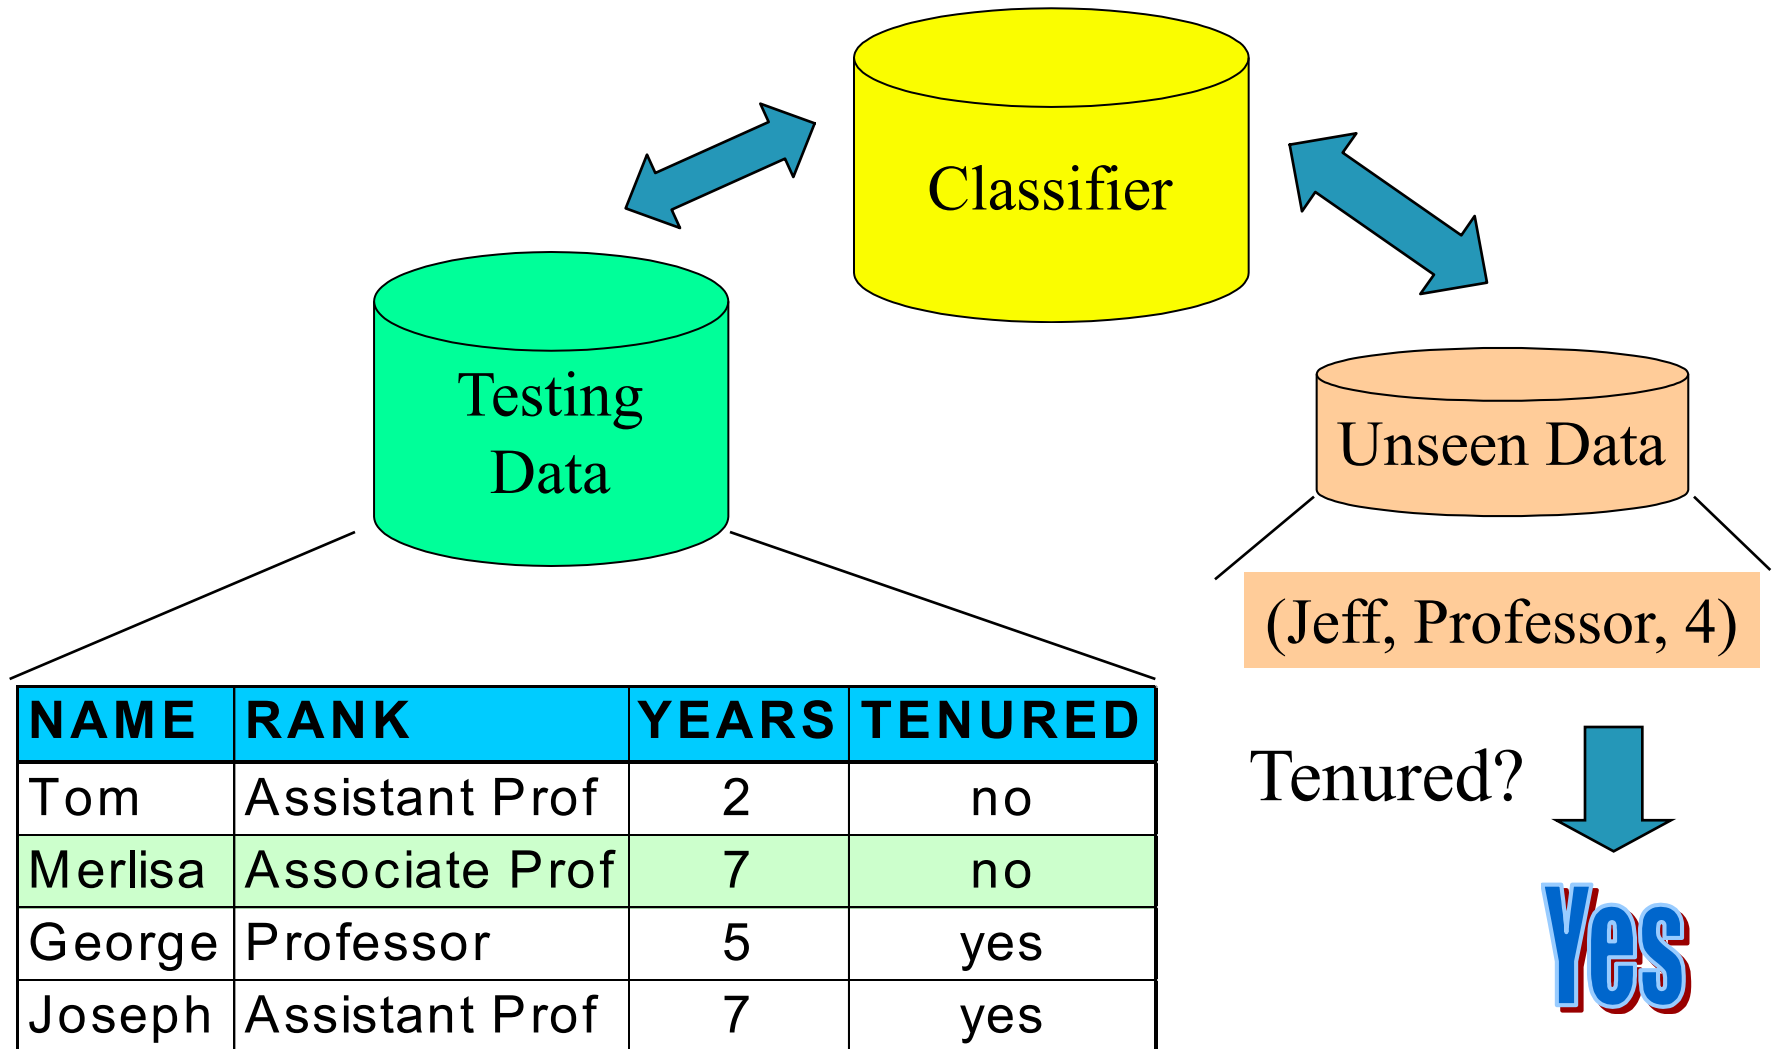 Classifier
Testing
Data
Unseen Data
(Jeff, Professor, 4)
NAME RANK YEARS TENURED
Tom Assistant Prof 2 no
Merlisa Associate Prof 7 no
George Professor 5 yes
Joseph Assistant Prof 7 yes
Tenured?
Yes